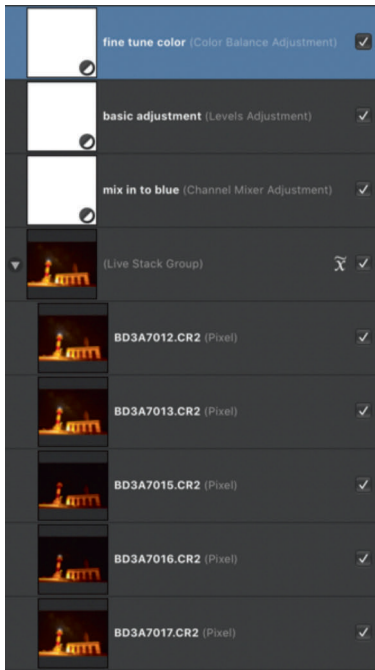 fine tune color (Color Balance Adjustment)
basic adjustment (Levels Adjustment)
mix in to blue (Channel Mixer Adjustment)
(Live Stack Group) x̃
BD3A7012.CR2 (Pixel)
BD3A7013.CR2 (Pixel)
BD3A7015.CR2 (Pixel)
BD3A7016.CR2 (Pixel)
BD3A7017.CR2 (Pixel)